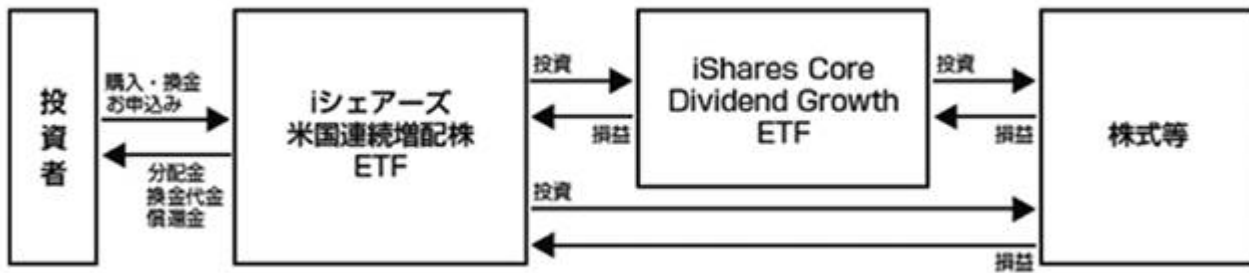 投資者
購入・換金
お申込み
分配金
換金代金
償還金
iシェアーズ
米国連続増配株
ETF
投資
損益
iShares Core
Dividend Growth
ETF
投資
損益
投資
損益
株式等